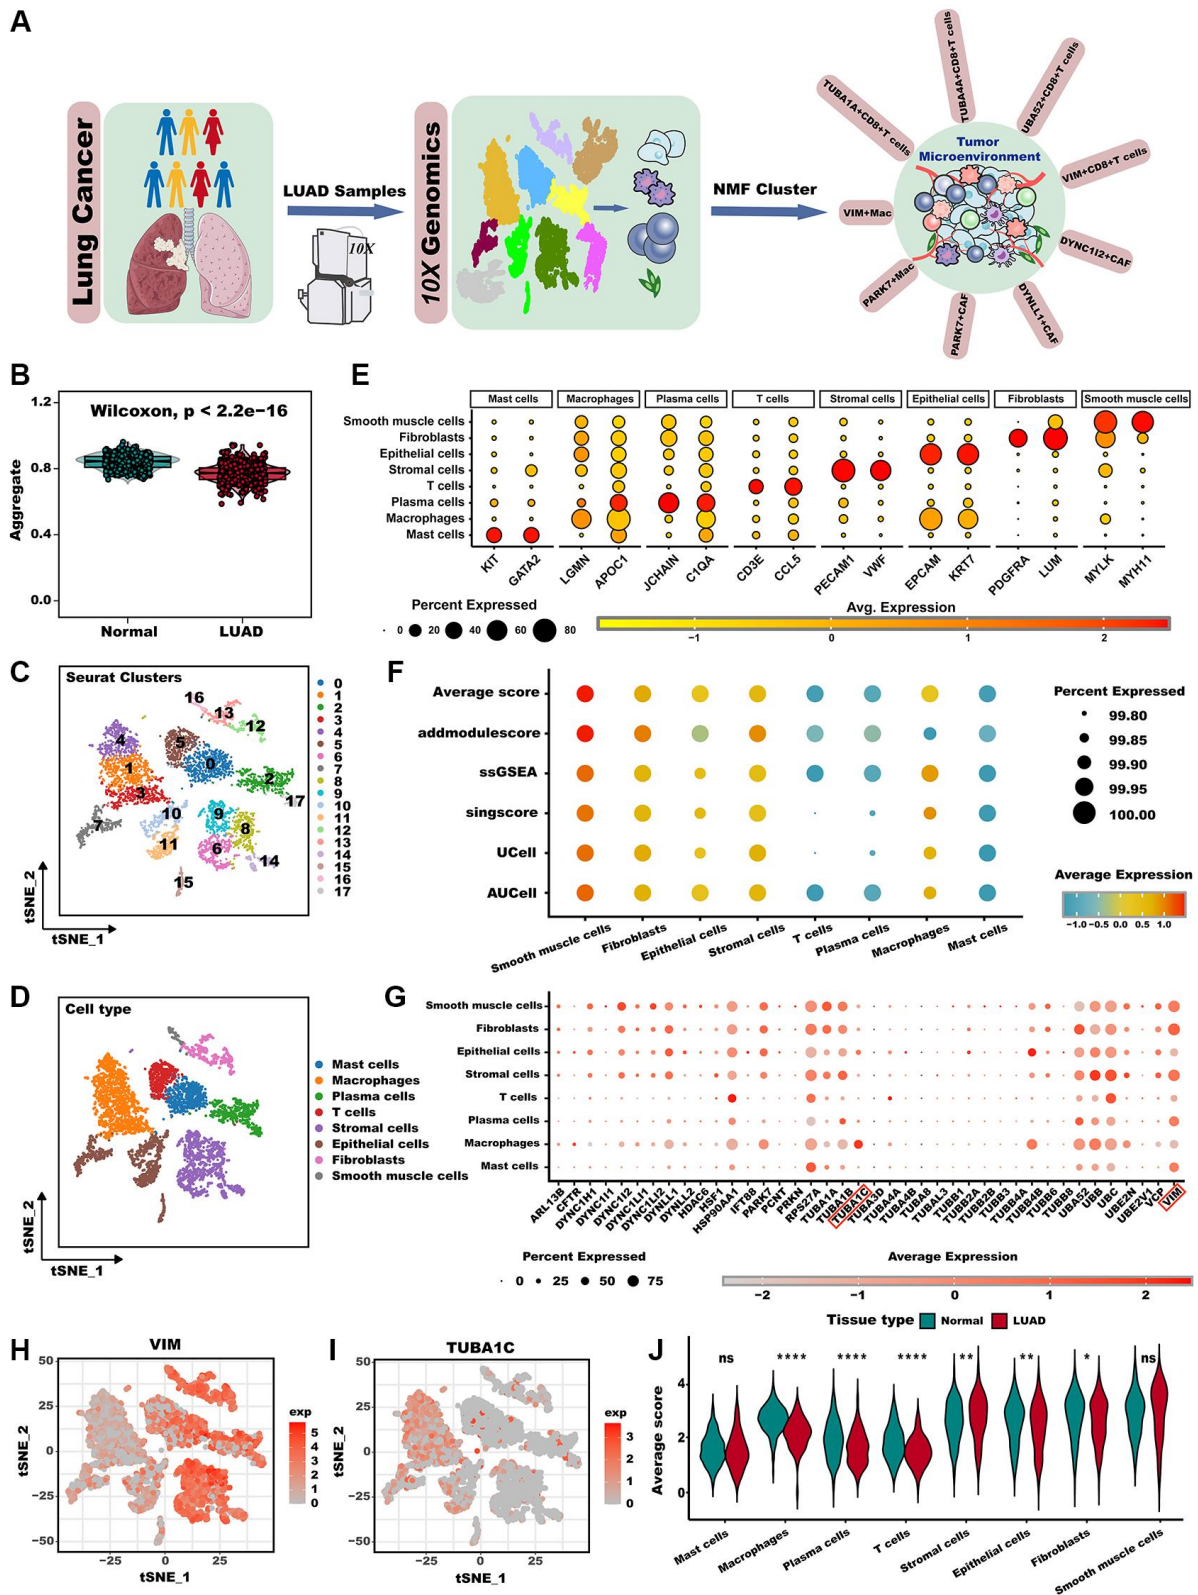 A
Lung Cancer
LUAD Samples
10X
10X Genomics
NMF Cluster
Tumor
Microenvironment
TUBA1A+CD8+T cells
TUBA4A+CD8+T cells
UBA52+CD8+T cells
VIM+CD8+T cells
DYNC1I2+CAF
DYNLL1+CAF
PARK7+CAF
PARK7+Mac
VIM+Mac
B
Wilcoxon, p < 2.2e−16
Aggregate
1.2
0.8
0.4
0.0
Normal LUAD
E
Mast cells Macrophages Plasma cells T cells Stromal cells Epithelial cells Fibroblasts Smooth muscle cells
Smooth muscle cells
Fibroblasts
Epithelial cells
Stromal cells
T cells
Plasma cells
Macrophages
Mast cells
KIT GATA2 LGMN APOC1 JCHAIN C1QA CD3E CCL5 PECAM1 VWF EPCAM KRT7 PDGFRA LUM MYLK MYH11
Percent Expressed
0 20 40 60 80
Avg. Expression
−1 0 1 2
C
Seurat Clusters
16 13 12 4 5 1 0 2 3 17 10 9 7 8 11 6 14 15
0
1
2
3
4
5
6
7
8
9
10
11
12
13
14
15
16
17
tSNE_2
tSNE_1
F
Average score
addmodulescore
ssGSEA
singscore
UCell
AUCell
Smooth muscle cells Fibroblasts Epithelial cells Stromal cells T cells Plasma cells Macrophages Mast cells
Percent Expressed
99.80
99.85
99.90
99.95
100.00
Average Expression
−1.0 −0.5 0.5 1.0
D
Cell type
Mast cells
Macrophages
Plasma cells
T cells
Stromal cells
Epithelial cells
Fibroblasts
Smooth muscle cells
tSNE_2
tSNE_1
G
Smooth muscle cells
Fibroblasts
Epithelial cells
Stromal cells
T cells
Plasma cells
Macrophages
Mast cells
ARL13B CFTR DYNC1H1 DYNC1I1 DYNC1I2 DYNC1LI1 DYNC1LI2 DYNLL1 DYNLL2 HDAC6 HSF1 HSP90AA1 IFT88 PARK7 PCNT PRKN RPS27A TUBA1A TUBA1B TUBA1C TUBA3D TUBA4A TUBA4B TUBA8 TUBAL3 TUBB1 TUBB2A TUBB2B TUBB3 TUBB4A TUBB4B TUBB6 TUBB8 UBA52 UBB UBC UBE2N UBE2V1 VCP VIM
Percent Expressed
0 25 50 75
Average Expression
−2 −1 0 1 2
H
VIM
50
25
0
−25
−50
−25 0 25
tSNE_2
tSNE_1
exp
5
4
3
2
1
0
I
TUBA1C
50
25
0
−25
−50
−25 0 25
tSNE_2
tSNE_1
exp
3
2
1
0
J
Tissue type Normal LUAD
ns **** **** **** ** ** * ns
Average score
4
2
0
Mast cells Macrophages Plasma cells T cells Stromal cells Epithelial cells Fibroblasts Smooth muscle cells